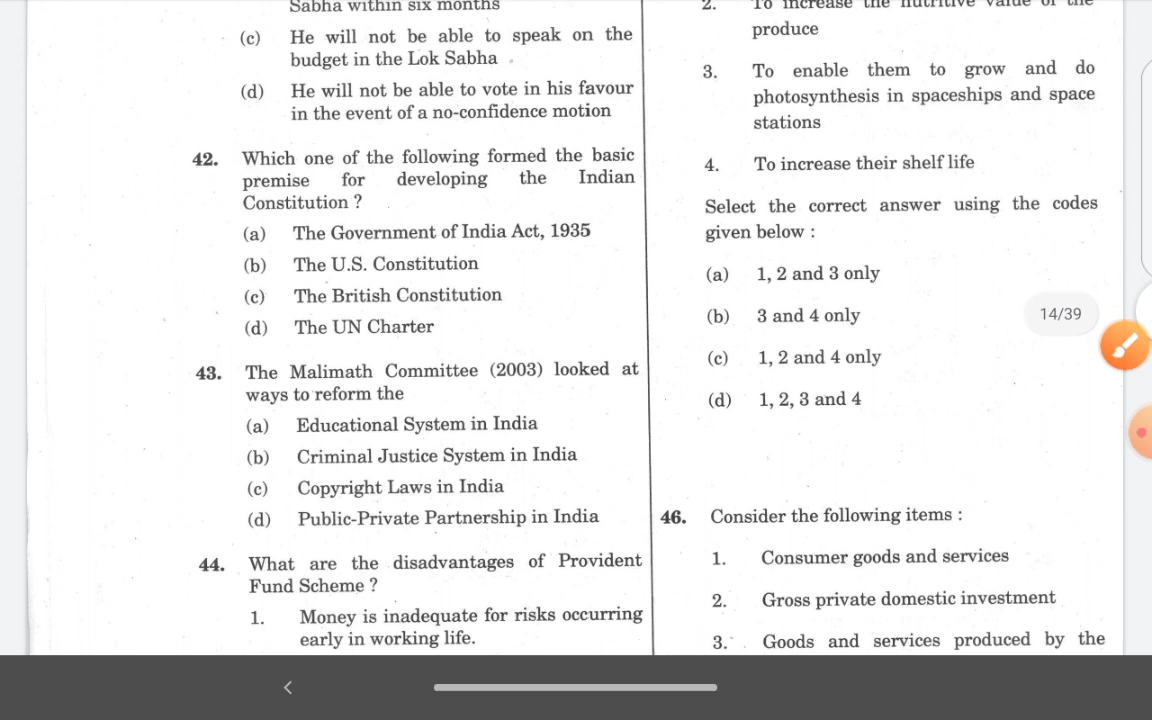 Sabha within six months
(c) He will not be able to speak on the
budget in the Lok Sabha
(d) He will not be able to vote in his favour
in the event of a no-confidence motion
42. Which one of the following formed the basic
premise for developing the Indian
Constitution ?
(a) The Government of India Act, 1935
(b) The U.S. Constitution
(c) The British Constitution
(d) The UN Charter
43. The Malimath Committee (2003) looked at
ways to reform the
(a) Educational System in India
(b) Criminal Justice System in India
(c) Copyright Laws in India
(d) Public-Private Partnership in India
44. What are the disadvantages of Provident
Fund Scheme ?
1. Money is inadequate for risks occurring
early in working life.
2. To increase the nutritive value of the
produce
3. To enable them to grow and do
photosynthesis in spaceships and space
stations
4. To increase their shelf life
Select the correct answer using the codes
given below :
(a) 1, 2 and 3 only
(b) 3 and 4 only
(c) 1, 2 and 4 only
(d) 1, 2, 3 and 4
46. Consider the following items :
1. Consumer goods and services
2. Gross private domestic investment
3. Goods and services produced by the
14/39